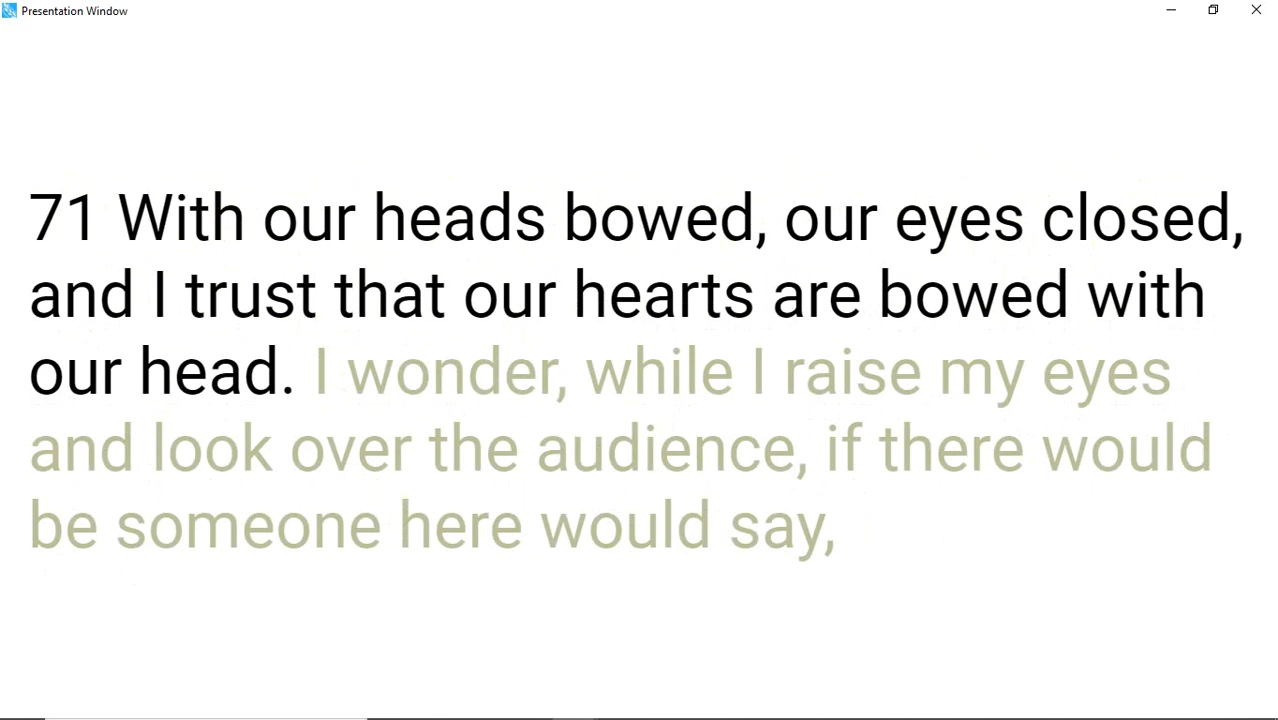 Presentation Window
71 With our heads bowed, our eyes closed,
and I trust that our hearts are bowed with
our head. I wonder, while I raise my eyes
and look over the audience, if there would
be someone here would say,